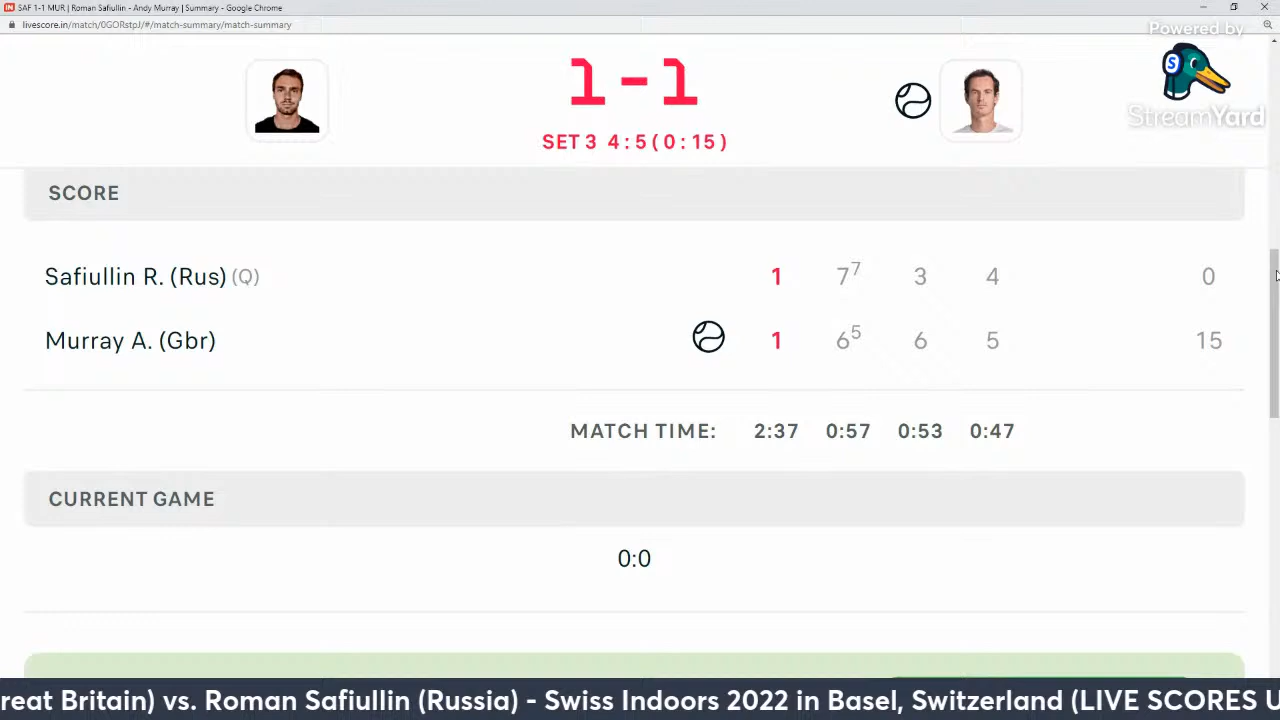 SAF 1-1 MUR | Roman Safiullin - Andy Murray | Summary - Google Chrome
livescore.in/match/0GORstpJ/#/match-summary/match-summary
Powered by
StreamYard
1 - 1
SET 3 4 : 5 ( 0 : 15 )
SCORE
Safiullin R. (Rus) (Q) 1 7⁷ 3 4 0
Murray A. (Gbr) 1 6⁵ 6 5 15
MATCH TIME: 2:37 0:57 0:53 0:47
CURRENT GAME
0:0
reat Britain) vs. Roman Safiullin (Russia) - Swiss Indoors 2022 in Basel, Switzerland (LIVE SCORES U